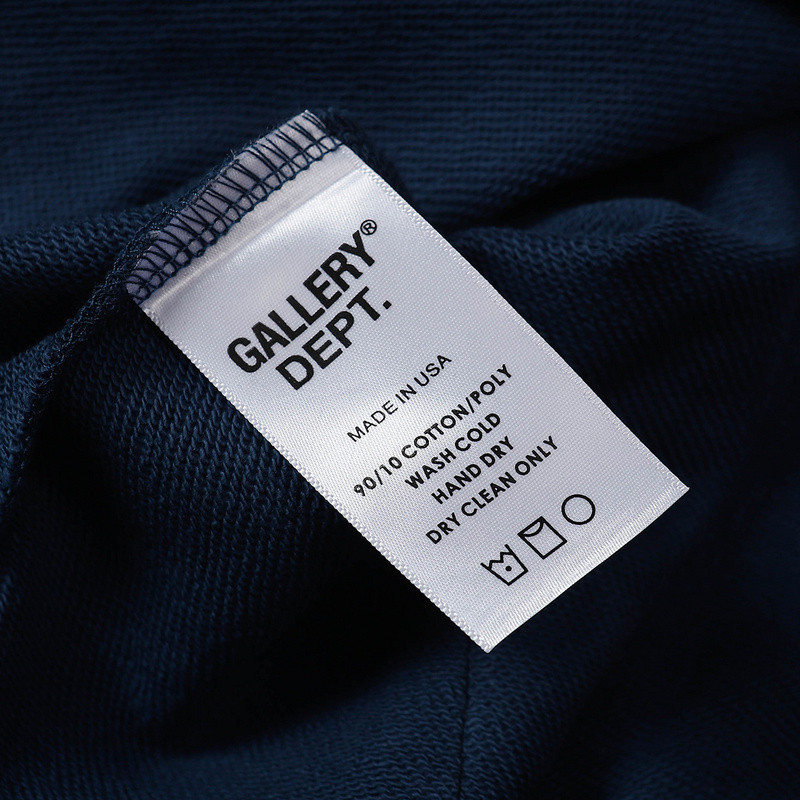 GALLERY®
DEPT.
MADE IN USA
90/10 COTTON/POLY
WASH COLD
HAND DRY
DRY CLEAN ONLY